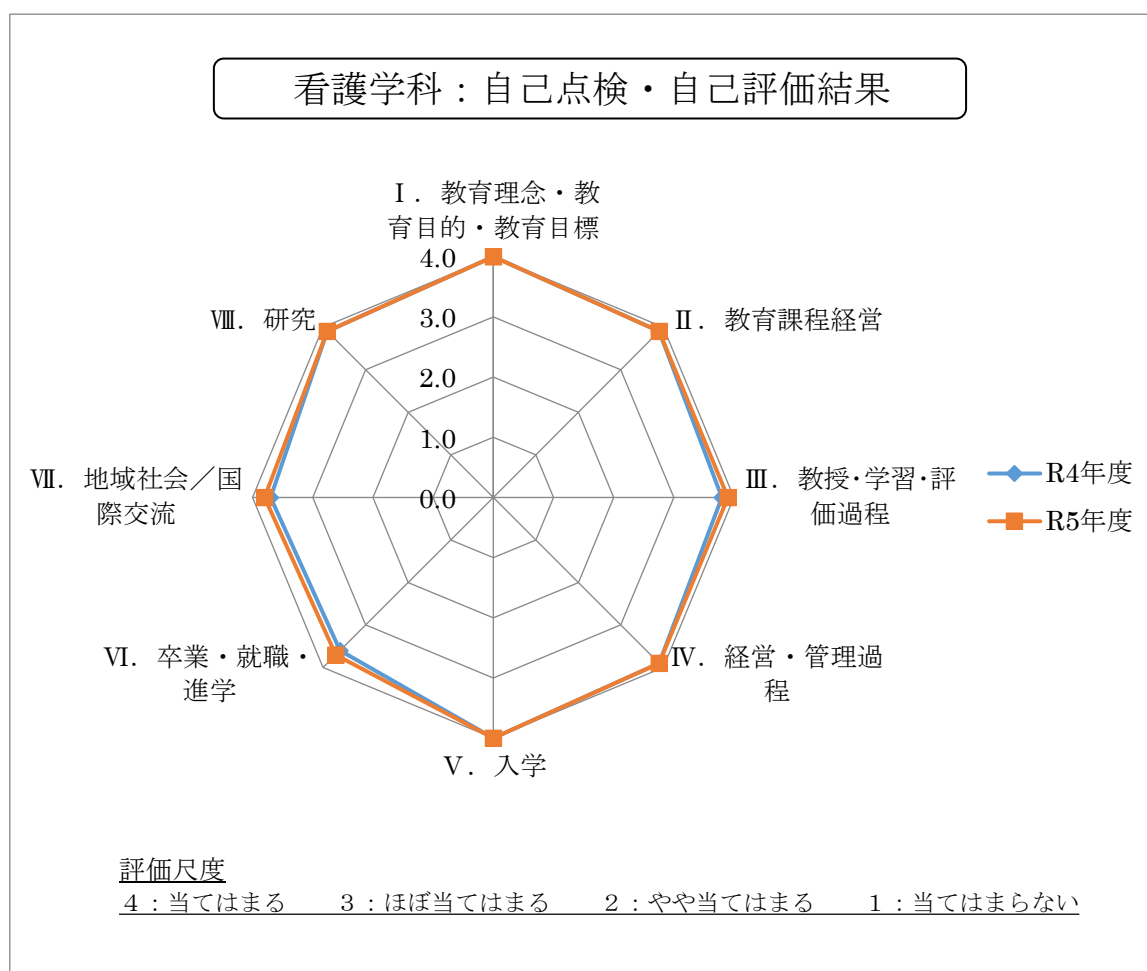 看護学科：自己点検・自己評価結果
Ⅰ．教育理念・教
育目的・教育目標
Ⅱ．教育課程経営
Ⅲ．教授・学習・評
価過程
Ⅳ．経営・管理過
程
Ⅴ．入学
Ⅵ．卒業・就職・
進学
Ⅶ．地域社会／国
際交流
Ⅷ．研究
4.0
3.0
2.0
1.0
0.0
R4年度
R5年度
評価尺度
４：当てはまる　３：ほぼ当てはまる　２：やや当てはまる　１：当てはまらない